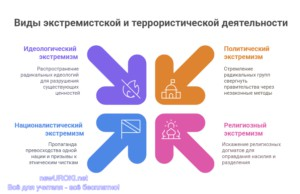 Виды экстремистской и террористической деятельности
Идеологический
экстремизм
Распространение
радикальных идеологий
для разрушения
существующих
ценностей
Политический
экстремизм
Стремление
радикальных групп
свергнуть
правительство через
незаконные методы
Националистический
экстремизм
Пропаганда
превосходства одной
нации и призывы к
этническим чисткам
Религиозный
экстремизм
Искажение религиозных
догматов для
оправдания насилия и
разделения
newUROKI.net
Всё для учителя - всё бесплатно!